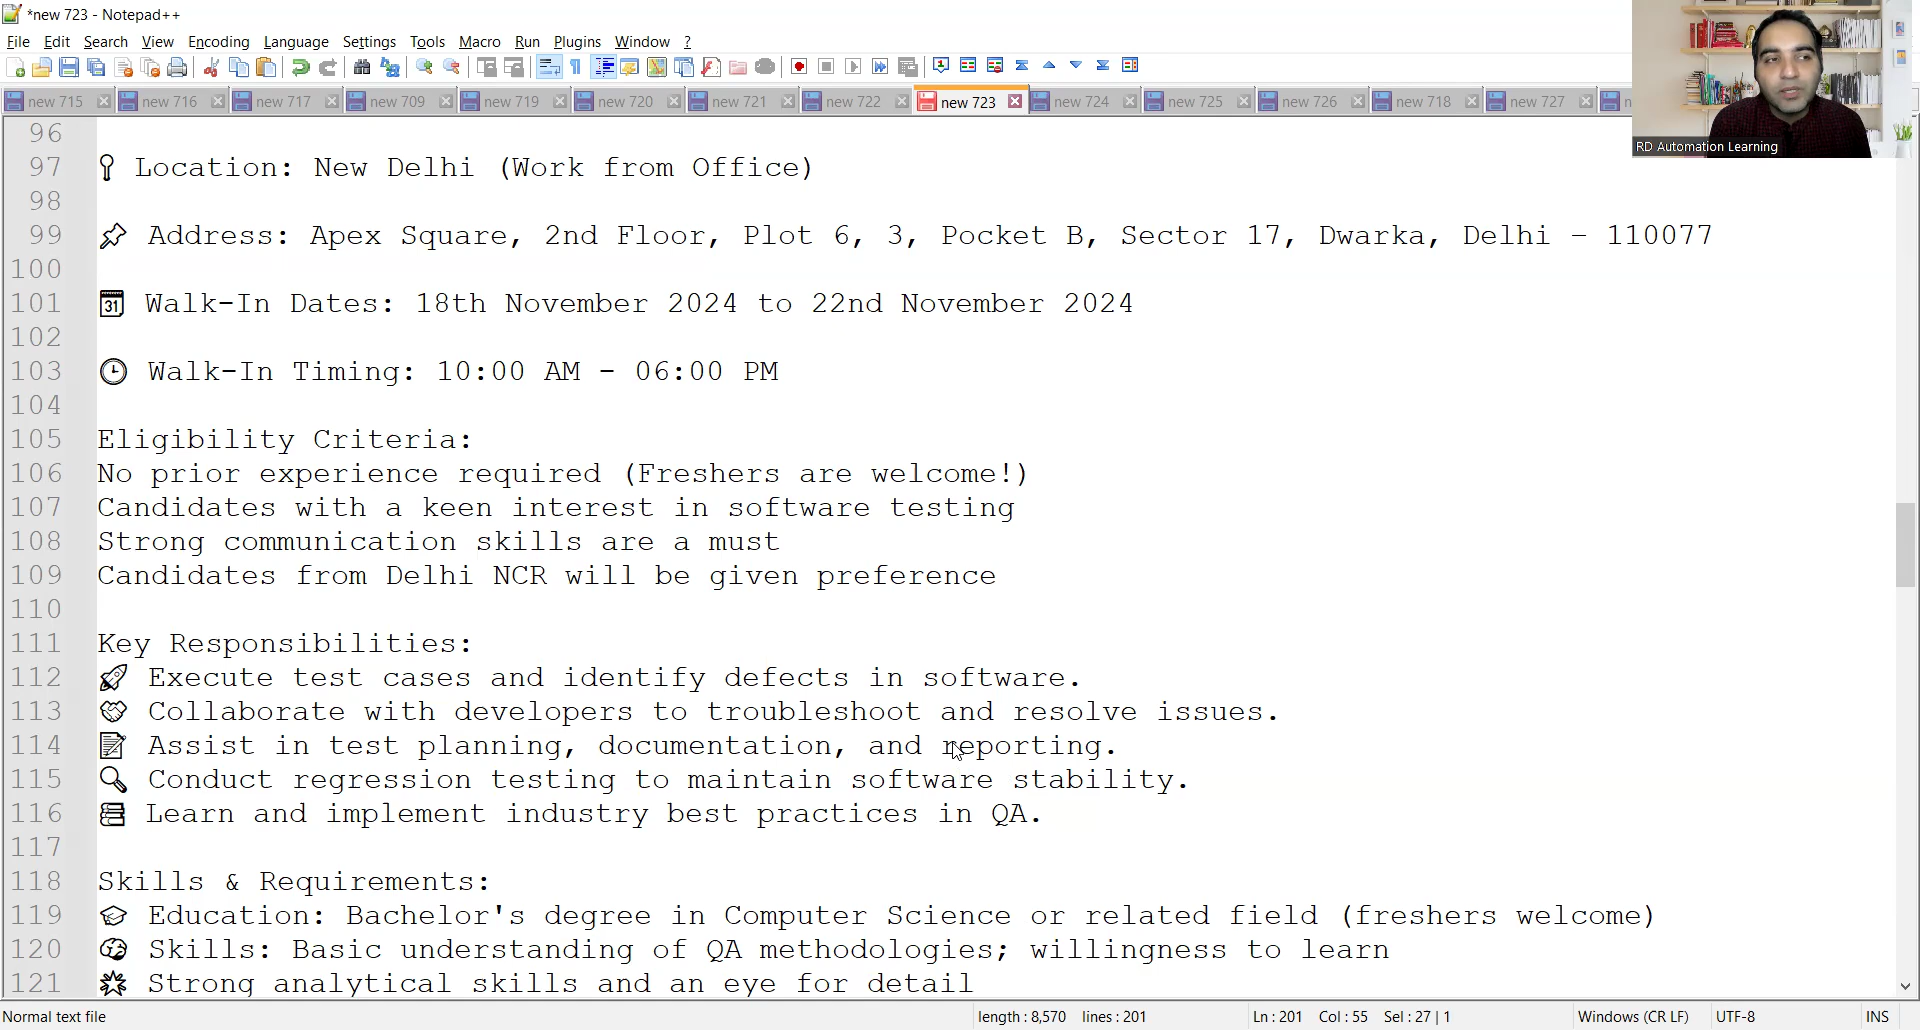 *new 723 - Notepad++
File Edit Search View Encoding Language Settings Tools Macro Run Plugins Window ?
new 715 new 716 new 717 new 709 new 719 new 720 new 721 new 722 new 723 new 724 new 725 new 726 new 718 new 727 n
RD Automation Learning
96
97 Location: New Delhi (Work from Office)
98
99 Address: Apex Square, 2nd Floor, Plot 6, 3, Pocket B, Sector 17, Dwarka, Delhi – 110077
100
101 31 Walk-In Dates: 18th November 2024 to 22nd November 2024
102
103 Walk-In Timing: 10:00 AM - 06:00 PM
104
105 Eligibility Criteria:
106 No prior experience required (Freshers are welcome!)
107 Candidates with a keen interest in software testing
108 Strong communication skills are a must
109 Candidates from Delhi NCR will be given preference
110
111 Key Responsibilities:
112 Execute test cases and identify defects in software.
113 Collaborate with developers to troubleshoot and resolve issues.
114 Assist in test planning, documentation, and reporting.
115 Conduct regression testing to maintain software stability.
116 Learn and implement industry best practices in QA.
117
118 Skills & Requirements:
119 Education: Bachelor's degree in Computer Science or related field (freshers welcome)
120 Skills: Basic understanding of QA methodologies; willingness to learn
121 Strong analytical skills and an eye for detail
Normal text file length : 8,570 lines : 201 Ln : 201 Col : 55 Sel : 27 | 1 Windows (CR LF) UTF-8 INS